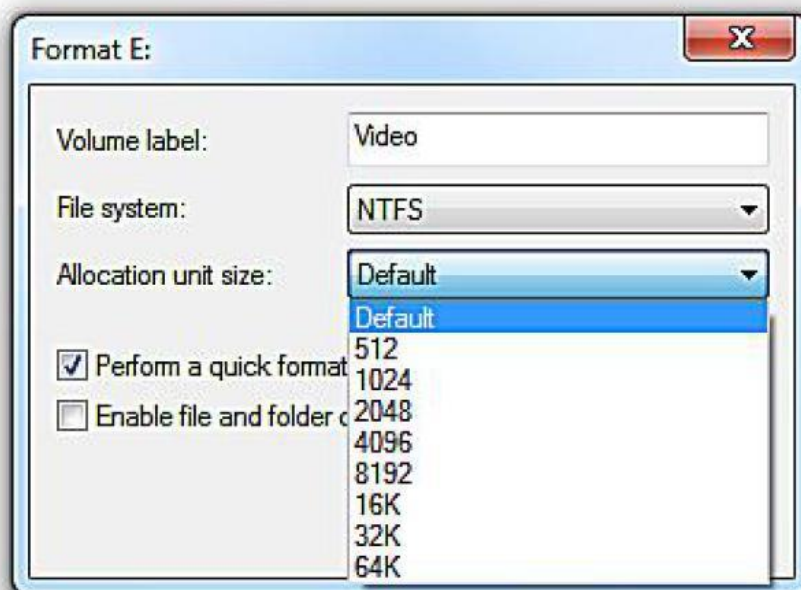 Format E:
Volume label: Video
File system: NTFS
Allocation unit size: Default
Default
512
Perform a quick format
1024
2048
Enable file and folder
4096
8192
16K
32K
64K